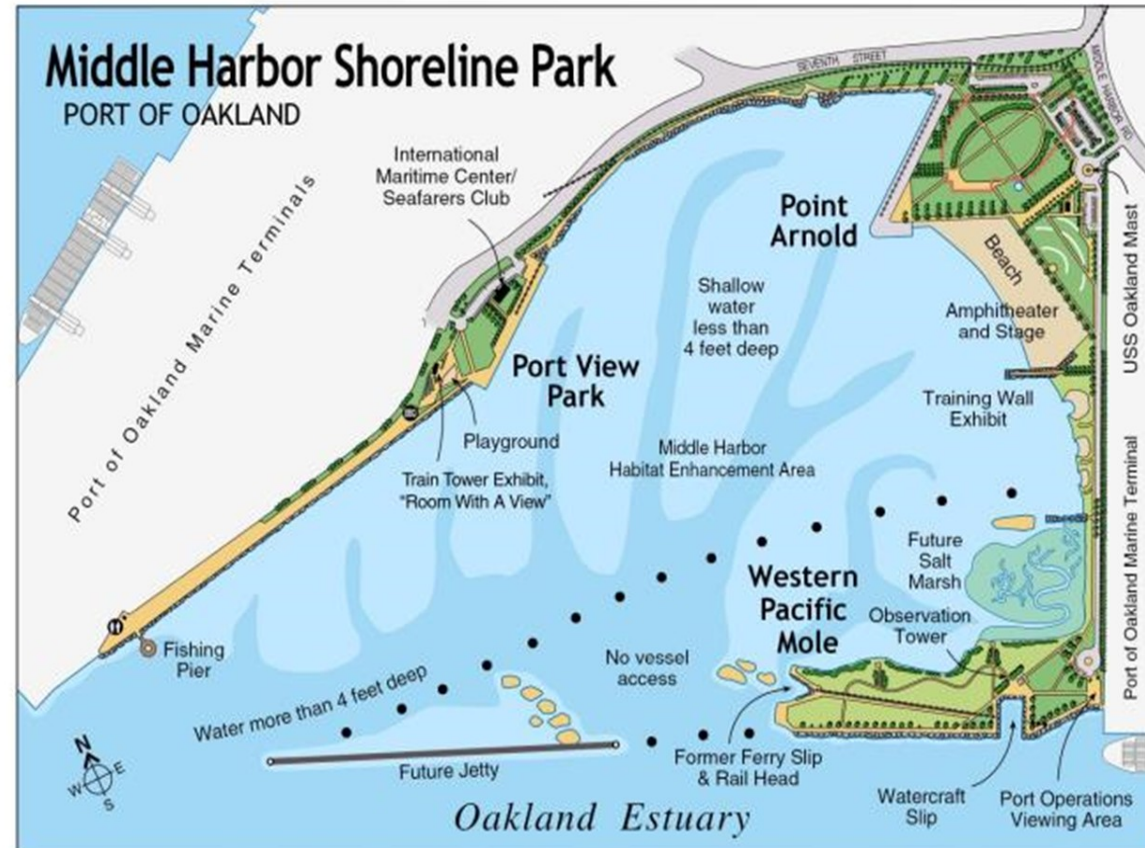 Middle Harbor Shoreline Park
PORT OF OAKLAND
SEVENTH STREET
MIDDLE HARBOR RD
International
Maritime Center/
Seafarers Club
Port of Oakland Marine Terminals
Point
Arnold
Beach
USS Oakland Mast
Shallow
water
less than
4 feet deep
Amphitheater
and Stage
Port View
Park
Training Wall
Exhibit
Playground
Middle Harbor
Habitat Enhancement Area
Train Tower Exhibit,
"Room With A View"
Port of Oakland Marine Terminal
Future
Salt
Marsh
Western
Pacific
Mole
Observation
Tower
Fishing
Pier
No vessel
access
Water more than 4 feet deep
N
E
W
S
Future Jetty
Former Ferry Slip
& Rail Head
Watercraft
Slip
Port Operations
Viewing Area
Oakland Estuary